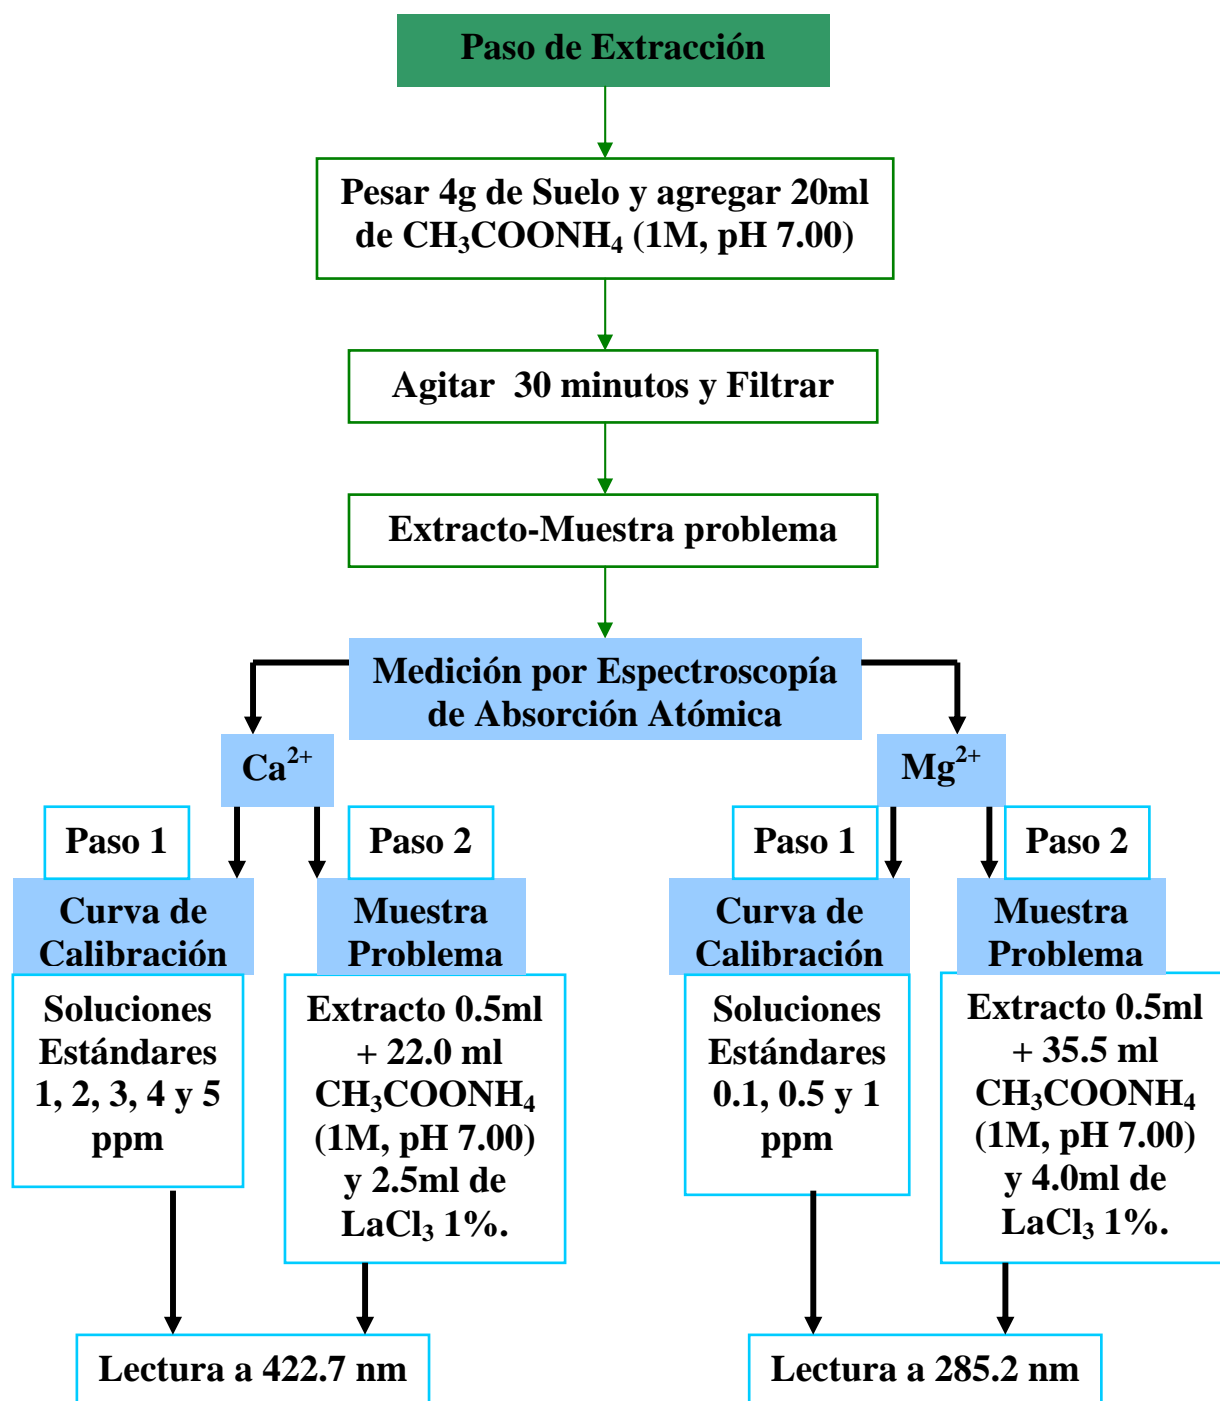 Paso de Extracción
Pesar 4g de Suelo y agregar 20ml
de CH₃COONH₄ (1M, pH 7.00)
Agitar 30 minutos y Filtrar
Extracto-Muestra problema
Medición por Espectroscopía
de Absorción Atómica
Ca²⁺
Paso 1
Curva de
Calibración
Soluciones
Estándares
1, 2, 3, 4 y 5
ppm
Paso 2
Muestra
Problema
Extracto 0.5ml
+ 22.0 ml
CH₃COONH₄
(1M, pH 7.00)
y 2.5ml de
LaCl₃ 1%.
Lectura a 422.7 nm
Mg²⁺
Paso 1
Curva de
Calibración
Soluciones
Estándares
0.1, 0.5 y 1
ppm
Paso 2
Muestra
Problema
Extracto 0.5ml
+ 35.5 ml
CH₃COONH₄
(1M, pH 7.00)
y 4.0ml de
LaCl₃ 1%.
Lectura a 285.2 nm